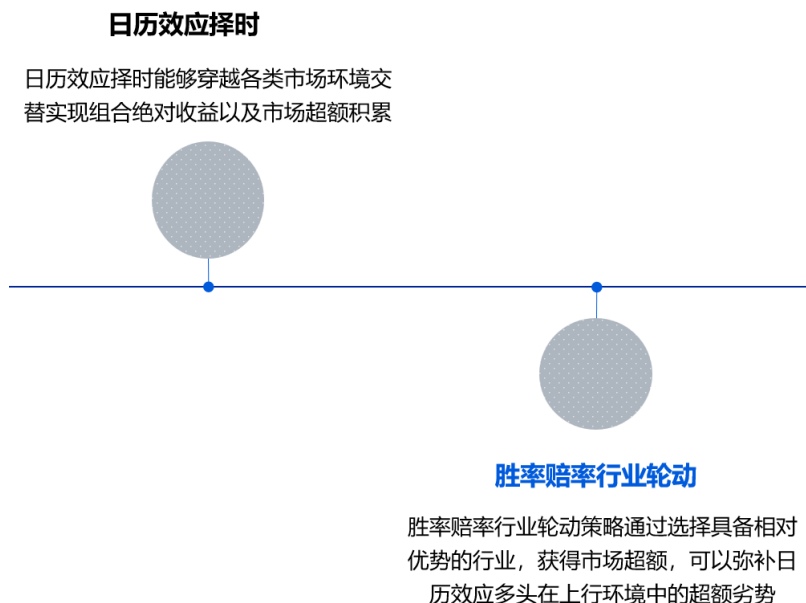 日历效应择时
日历效应择时能够穿越各类市场环境交
替实现组合绝对收益以及市场超额积累
胜率赔率行业轮动
胜率赔率行业轮动策略通过选择具备相对
优势的行业，获得市场超额，可以弥补日
历效应多头在上行环境中的超额劣势